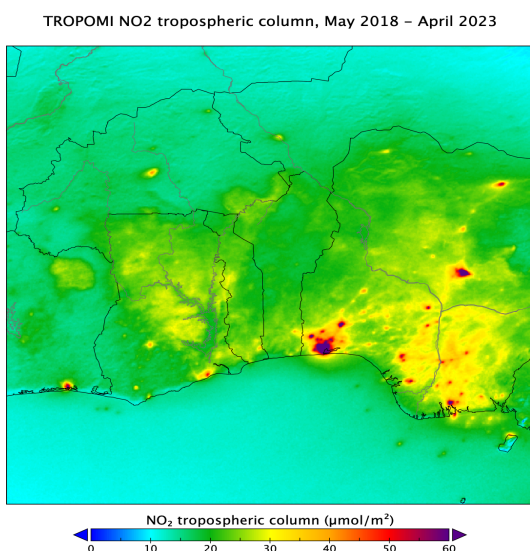 TROPOMI NO2 tropospheric column, May 2018 – April 2023
NO₂ tropospheric column (μmol/m²)
0 10 20 30 40 50 60